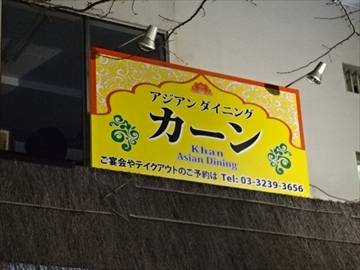 アジアンダイニング
カーン
Khan
Asian Dining
ご宴会やテイクアウトのご予約は Tel: 03-3239-3656